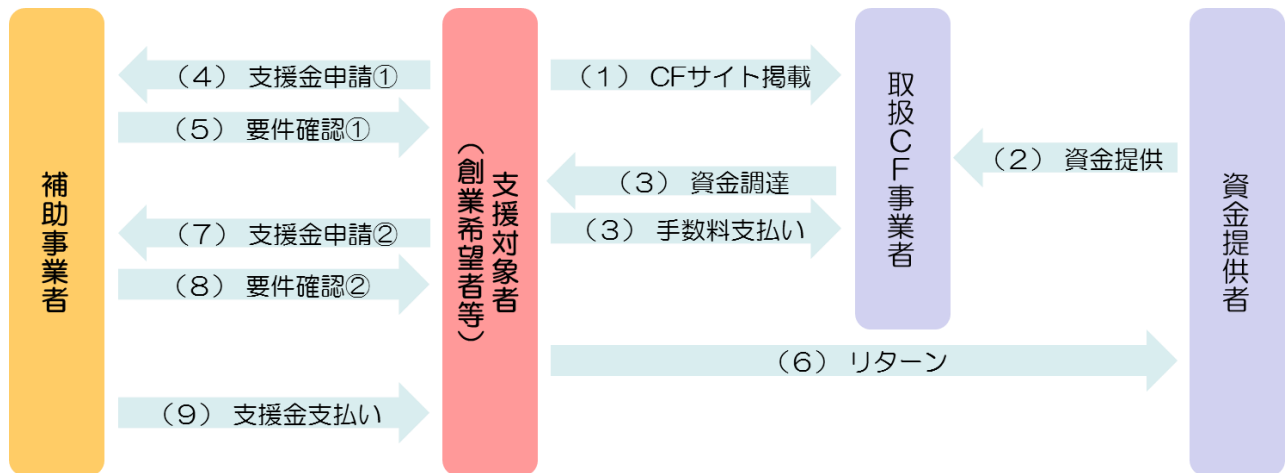 補助事業者
（４） 支援金申請①
（５） 要件確認①
（７） 支援金申請②
（８） 要件確認②
（９） 支援金支払い
支援対象者
（創業希望者等）
（１） CFサイト掲載
（３） 資金調達
（３） 手数料支払い
（６） リターン
取扱ＣＦ事業者
（２） 資金提供
資金提供者